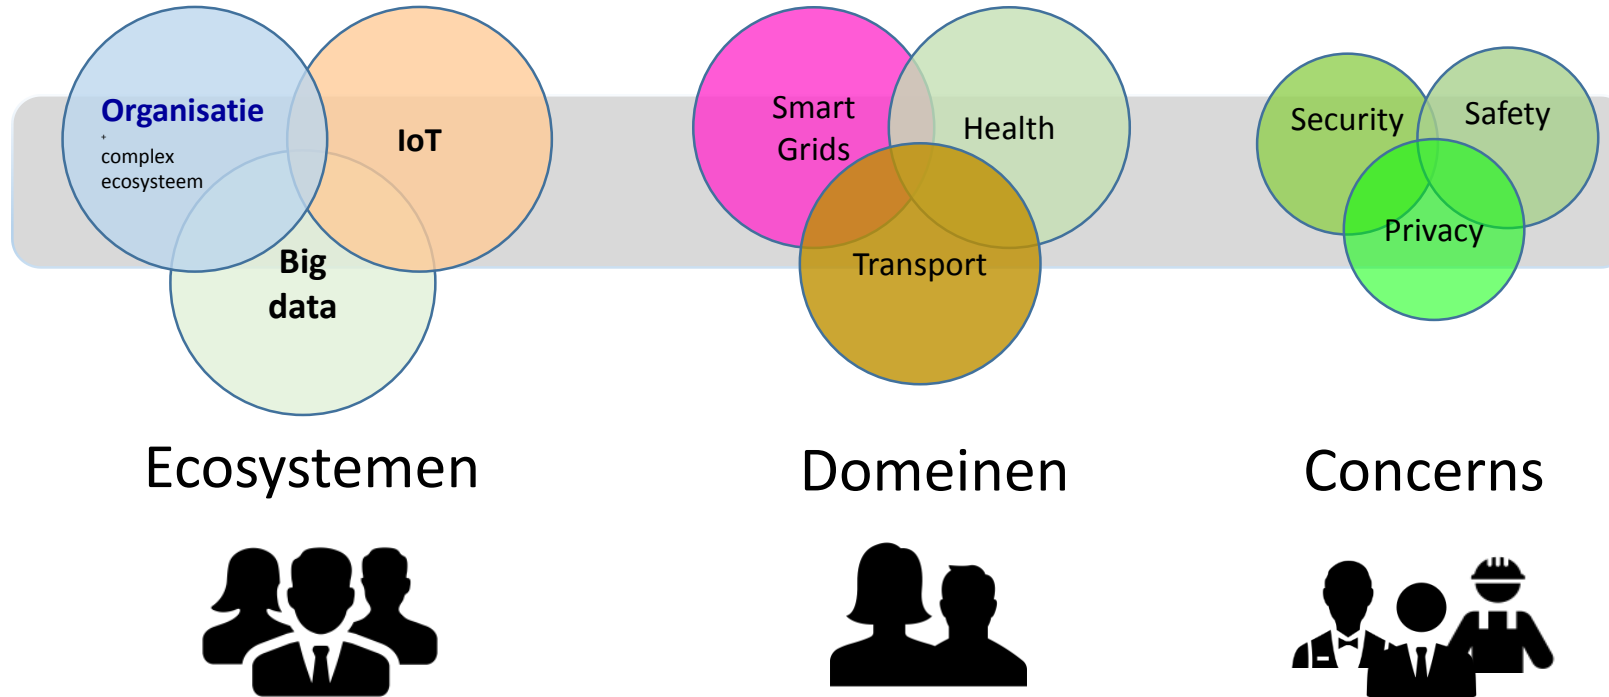 Organisatie
+
complex
ecosysteem
IoT
Big
data
Smart
Grids
Health
Transport
Security
Safety
Privacy
Ecosystemen
Domeinen
Concerns